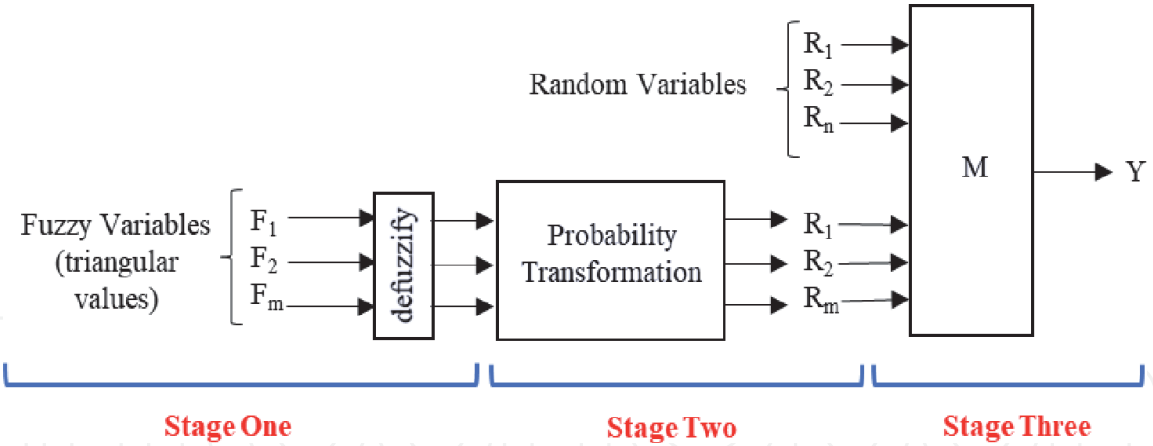 Random Variables
R1
R2
Rn
M
Y
Fuzzy Variables
(triangular
values)
F1
F2
Fm
defuzzify
Probability
Transformation
R1
R2
Rm
Stage One
Stage Two
Stage Three